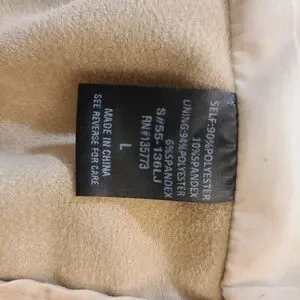 SELF:90%POLYESTER
10%SPANDEX
LINING:94%POLYESTER
6%SPANDEX
S#55-136LJ
RN#135773
L
MADE IN CHINA
SEE REVERSE FOR CARE